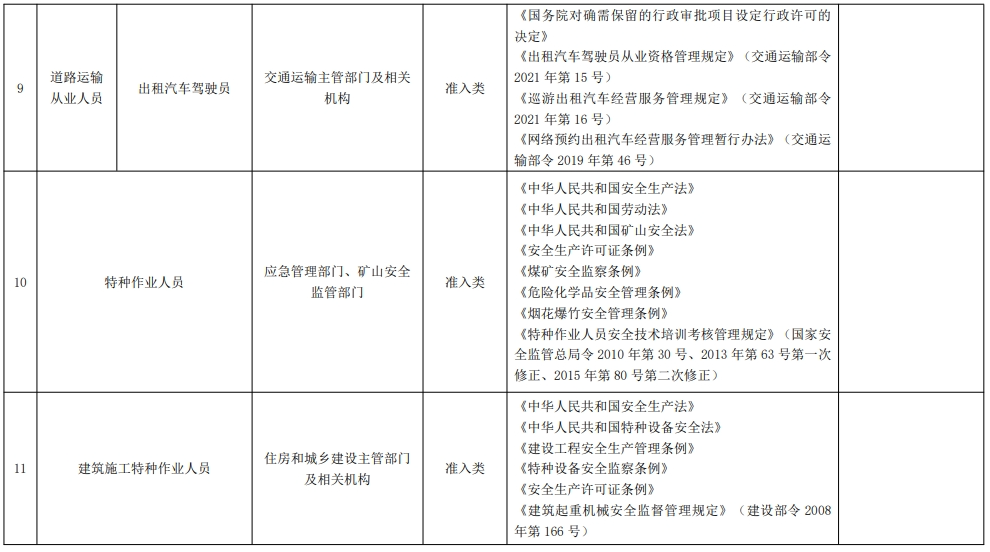 9
道路运输
从业人员
出租汽车驾驶员
交通运输主管部门及相关
机构
准入类
《国务院对确需保留的行政审批项目设定行政许可的
决定》
《出租汽车驾驶员从业资格管理规定》（交通运输部令
2021 年第 15 号）
《巡游出租汽车经营服务管理规定》（交通运输部令
2021 年第 16 号）
《网络预约出租汽车经营服务管理暂行办法》（交通运
输部令 2019 年第 46 号）
10
特种作业人员
应急管理部门、矿山安全
监管部门
准入类
《中华人民共和国安全生产法》
《中华人民共和国劳动法》
《中华人民共和国矿山安全法》
《安全生产许可证条例》
《煤矿安全监察条例》
《危险化学品安全管理条例》
《烟花爆竹安全管理条例》
《特种作业人员安全技术培训考核管理规定》（国家安
全监管总局令 2010 年第 30 号、2013 年第 63 号第一次
修正、2015 年第 80 号第二次修正）
11
建筑施工特种作业人员
住房和城乡建设主管部门
及相关机构
准入类
《中华人民共和国安全生产法》
《中华人民共和国特种设备安全法》
《建设工程安全生产管理条例》
《特种设备安全监察条例》
《安全生产许可证条例》
《建筑起重机械安全监督管理规定》（建设部令 2008
年第 166 号）